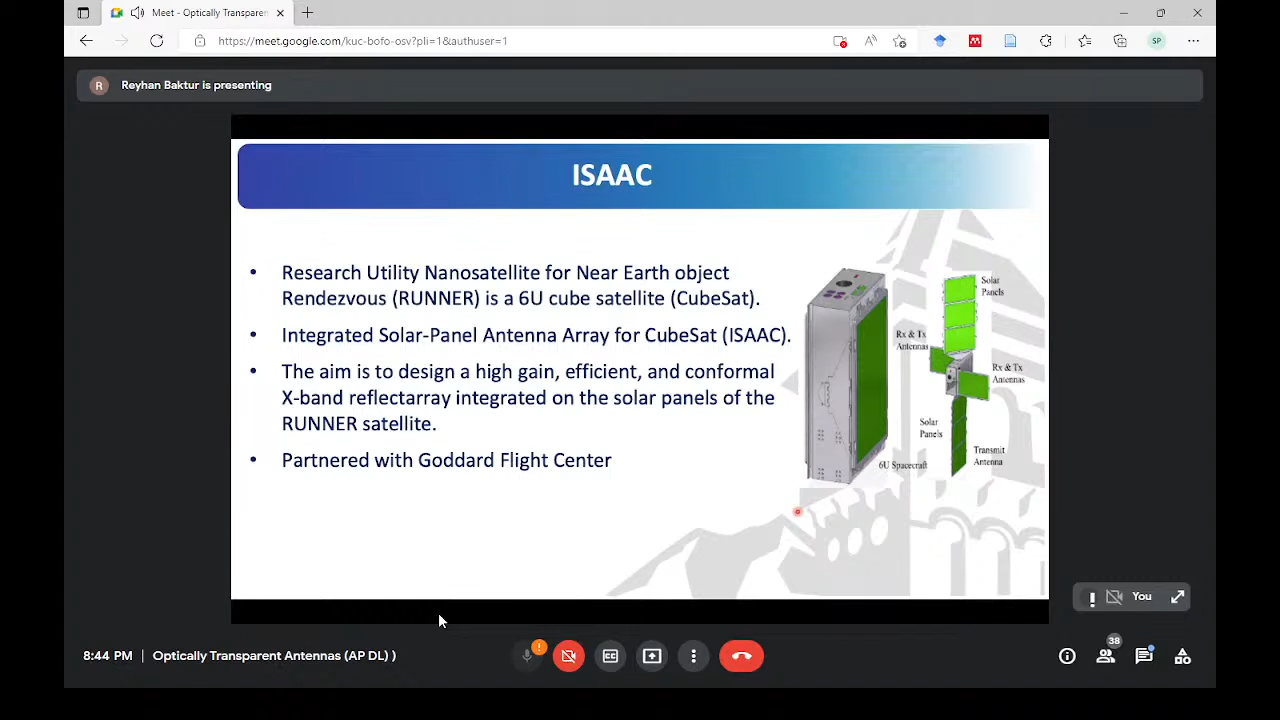 Meet - Optically Transparen
https://meet.google.com/kuc-bofo-osv?pli=1&authuser=1
SP
R
Reyhan Baktur is presenting
ISAAC
• Research Utility Nanosatellite for Near Earth object
Rendezvous (RUNNER) is a 6U cube satellite (CubeSat).
• Integrated Solar-Panel Antenna Array for CubeSat (ISAAC).
• The aim is to design a high gain, efficient, and conformal
X-band reflectarray integrated on the solar panels of the
RUNNER satellite.
• Partnered with Goddard Flight Center
Solar
Panels
Rx & Tx
Antennas
Rx & Tx
Antennas
Solar
Panels
Transmit
Antenna
6U Spacecraft
You
8:44 PM | Optically Transparent Antennas (AP DL) )
38